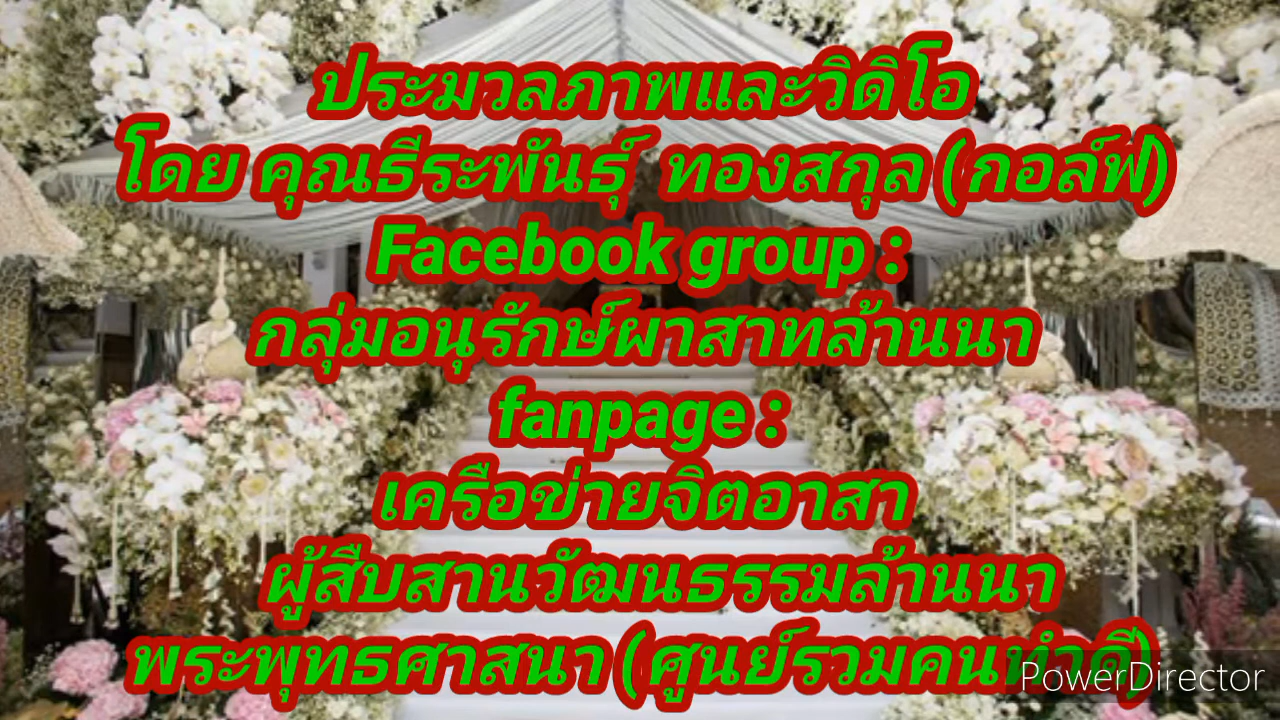 ประมวลภาพและวิดิโอ
โดย คุณธีระพันธุ์ ทองสกุล (กอล์ฟ)
Facebook group :
กลุ่มอนุรักษ์ผาสาทล้านนา
fanpage :
เครือข่ายจิตอาสา
ผู้สืบสานวัฒนธรรมล้านนา
พระพุทธศาสนา (ศูนย์รวมคนทำดี)
PowerDirector